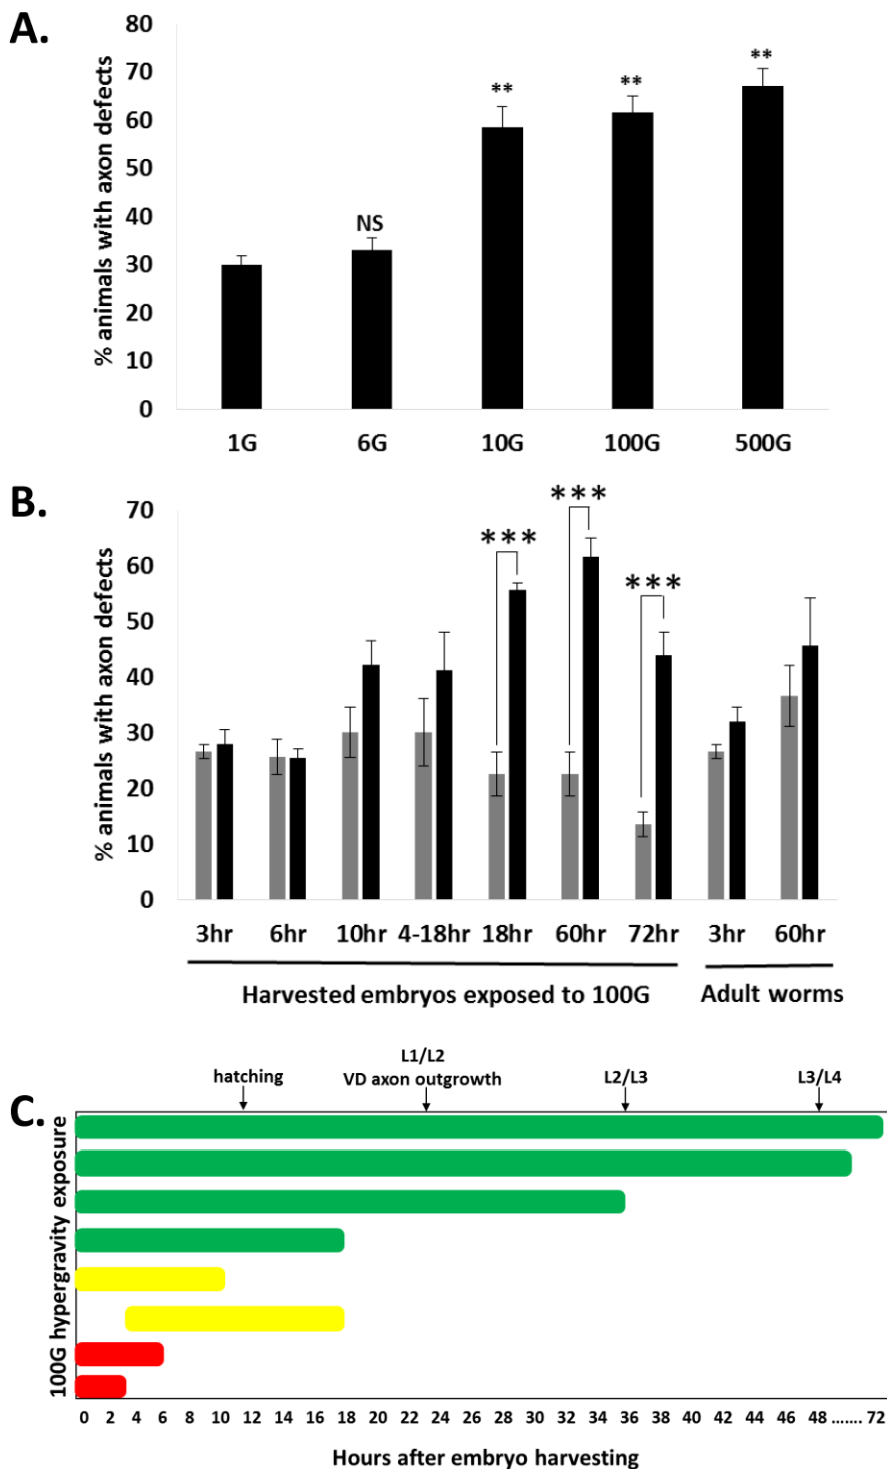 A.
% animals with axon defects
80
70
60
50
40
30
20
10
0
NS
**
**
**
1G 6G 10G 100G 500G
B.
% animals with axon defects
70
60
50
40
30
20
10
0
***
***
***
3hr 6hr 10hr 4-18hr 18hr 60hr 72hr 3hr 60hr
Harvested embryos exposed to 100G Adult worms
C.
100G hypergravity exposure
hatching
L1/L2
VD axon outgrowth
L2/L3
L3/L4
0 2 4 6 8 10 12 14 16 18 20 22 24 26 28 30 32 34 36 38 40 42 44 46 48 ....... 72
Hours after embryo harvesting